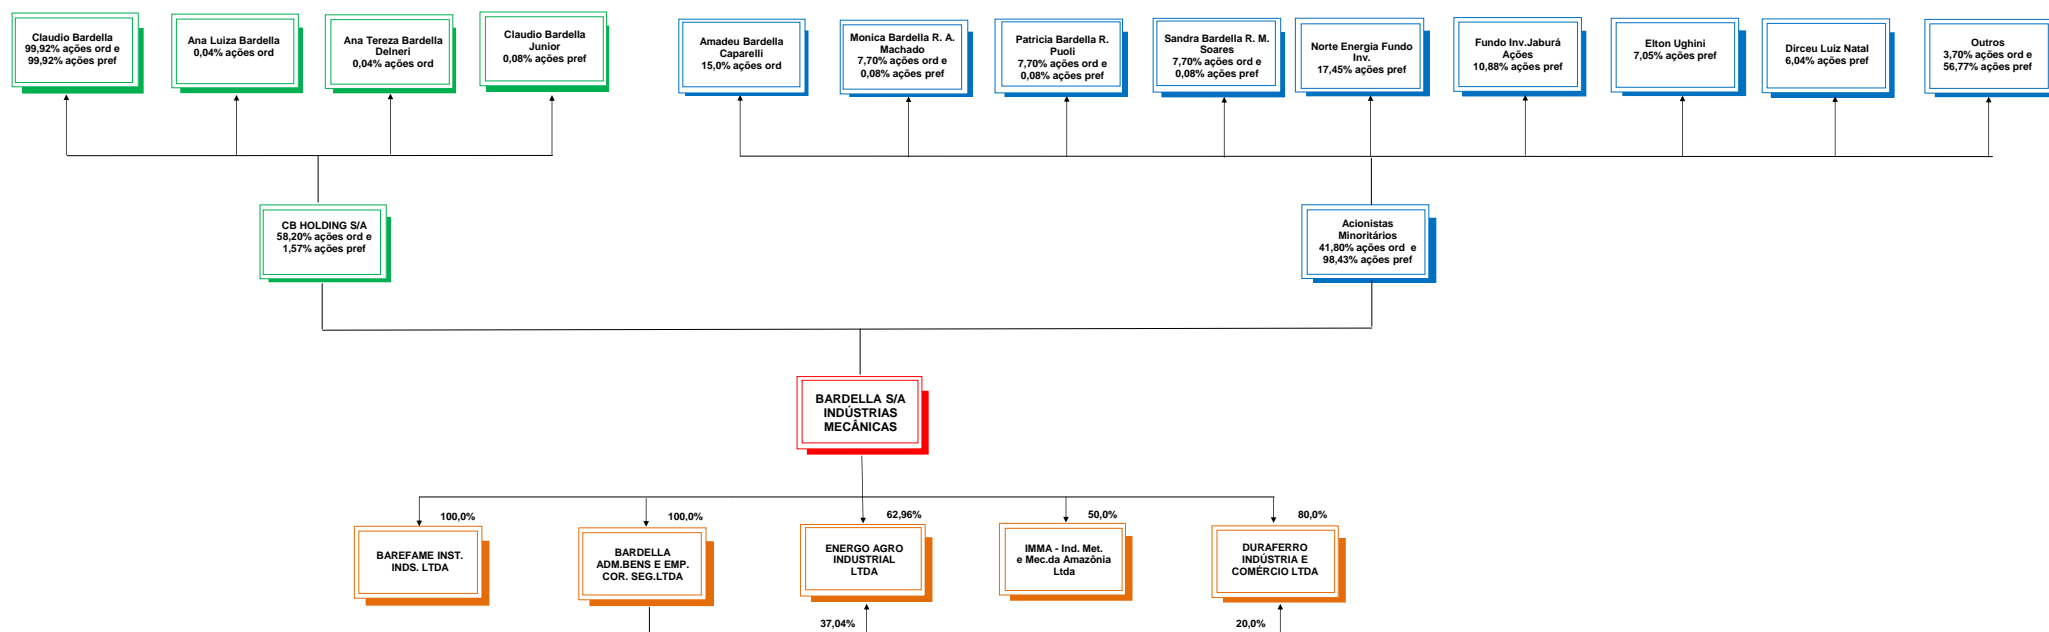 Claudio Bardella
99,92% ações ord e
99,92% ações pref
Ana Luiza Bardella
0,04% ações ord
Ana Tereza Bardella
Delneri
0,04% ações ord
Claudio Bardella
Junior
0,08% ações pref
Amadeu Bardella
Caparelli
15,0% ações ord
Monica Bardella R. A.
Machado
7,70% ações ord e
0,08% ações pref
Patricia Bardella R.
Puoli
7,70% ações ord e
0,08% ações pref
Sandra Bardella R. M.
Soares
7,70% ações ord e
0,08% ações pref
Norte Energia Fundo
Inv.
17,45% ações pref
Fundo Inv.Jaburá
Ações
10,88% ações pref
Elton Ughini
7,05% ações pref
Dirceu Luiz Natal
6,04% ações pref
Outros
3,70% ações ord e
56,77% ações pref
CB HOLDING S/A
58,20% ações ord e
1,57% ações pref
Acionistas
Minoritários
41,80% ações ord e
98,43% ações pref
BARDELLA S/A
INDÚSTRIAS
MECÂNICAS
100,0%
100,0%
62,96%
50,0%
80,0%
BAREFAME INST.
INDS. LTDA
BARDELLA
ADM.BENS E EMP.
COR. SEG.LTDA
ENERGO AGRO
INDUSTRIAL
LTDA
IMMA - Ind. Met.
e Mec.da Amazônia
Ltda
DURAFERRO
INDÚSTRIA E
COMÉRCIO LTDA
37,04%
20,0%